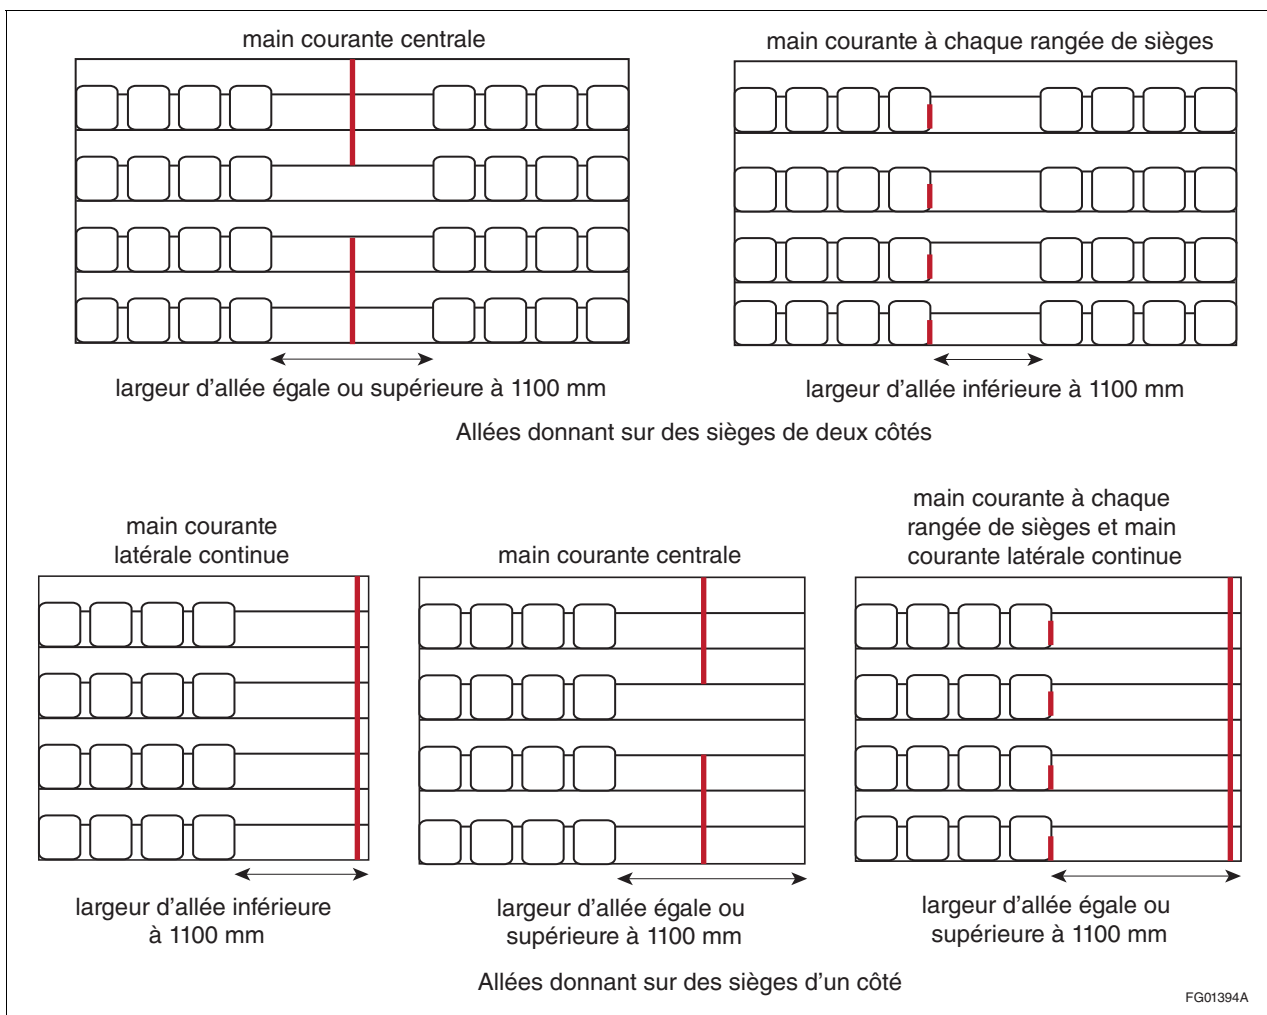 main courante centrale
main courante à chaque rangée de sièges
largeur d'allée égale ou supérieure à 1100 mm
largeur d'allée inférieure à 1100 mm
Allées donnant sur des sièges de deux côtés
main courante
latérale continue
main courante centrale
main courante à chaque
rangée de sièges et main
courante latérale continue
largeur d'allée inférieure
à 1100 mm
largeur d'allée égale ou
supérieure à 1100 mm
largeur d'allée égale ou
supérieure à 1100 mm
Allées donnant sur des sièges d'un côté
FG01394A